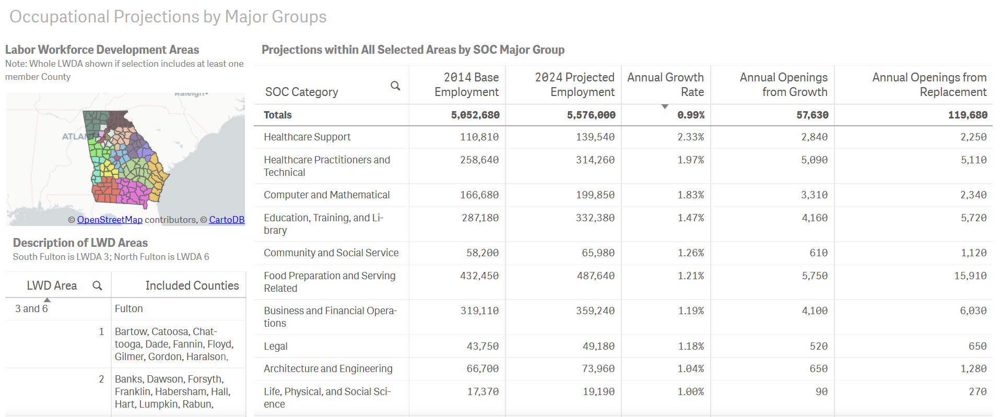 Occupational Projections by Major Groups
Labor Workforce Development Areas
Note: Whole LWDA shown if selection includes at least one
member County
Raleigh
ATLAN
© OpenStreetMap contributors, © CartoDB
Description of LWD Areas
South Fulton is LWDA 3; North Fulton is LWDA 6
LWD Area Included Counties
3 and 6 Fulton
1 Bartow, Catoosa, Chat-
tooga, Dade, Fannin, Floyd,
Gilmer, Gordon, Haralson,
2 Banks, Dawson, Forsyth,
Franklin, Habersham, Hall,
Hart, Lumpkin, Rabun,
Projections within All Selected Areas by SOC Major Group
2014 Base 2024 Projected Annual Growth Annual Openings Annual Openings from
SOC Category Employment Employment Rate from Growth Replacement
Totals 5,052,680 5,576,000 0.99% 57,630 119,680
Healthcare Support 110,810 139,540 2.33% 2,840 2,250
Healthcare Practitioners and 258,640 314,260 1.97% 5,090 5,110
Technical
Computer and Mathematical 166,680 199,850 1.83% 3,310 2,340
Education, Training, and Li- 287,180 332,380 1.47% 4,160 5,720
brary
Community and Social Service 58,200 65,980 1.26% 610 1,120
Food Preparation and Serving 432,450 487,640 1.21% 5,750 15,910
Related
Business and Financial Opera- 319,110 359,240 1.19% 4,100 6,030
tions
Legal 43,750 49,180 1.18% 520 650
Architecture and Engineering 66,700 73,960 1.04% 650 1,280
Life, Physical, and Social Sci- 17,370 19,190 1.00% 90 270
ence